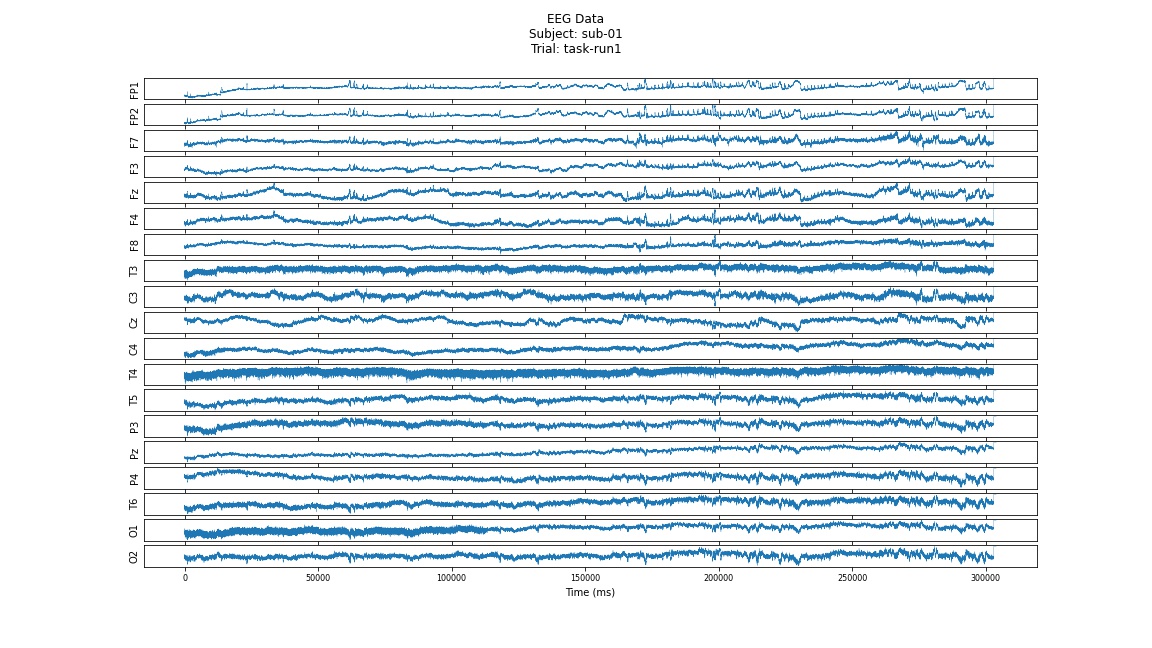 EEG Data
Subject: sub-01
Trial: task-run1
FP1
FP2
F7
F3
Fz
F4
F8
T3
C3
Cz
C4
T4
T5
P3
Pz
P4
T6
O1
O2
0 50000 100000 150000 200000 250000 300000
Time (ms)